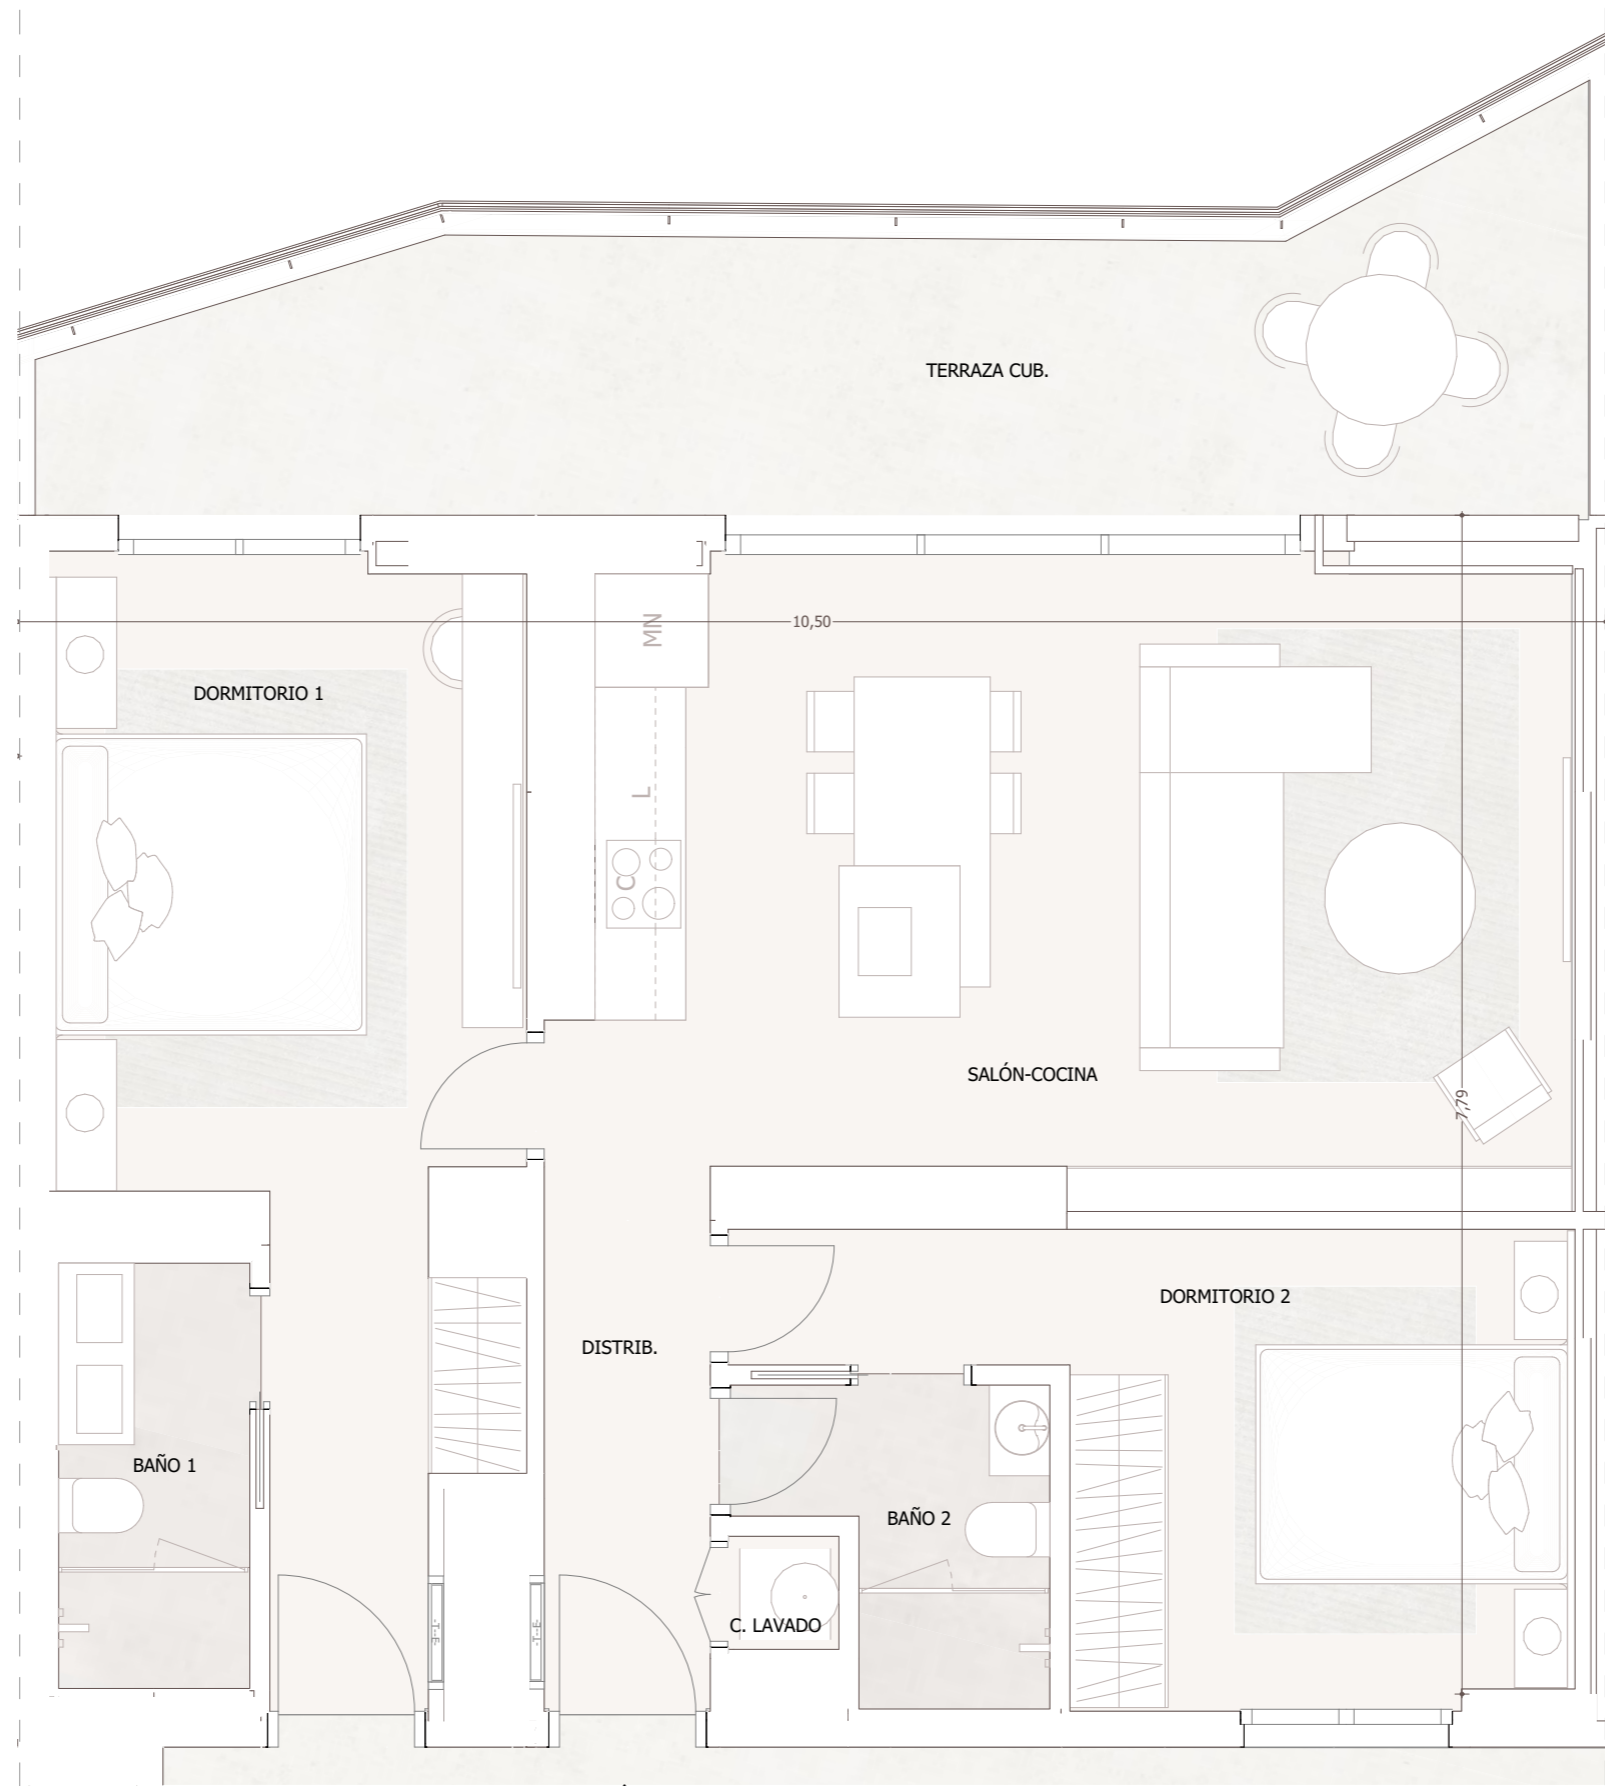 TERRAZA CUB.
10,50
MN
DORMITORIO 1
L
C
SALÓN-COCINA
7,79
DORMITORIO 2
DISTRIB.
BAÑO 1
BAÑO 2
C. LAVADO